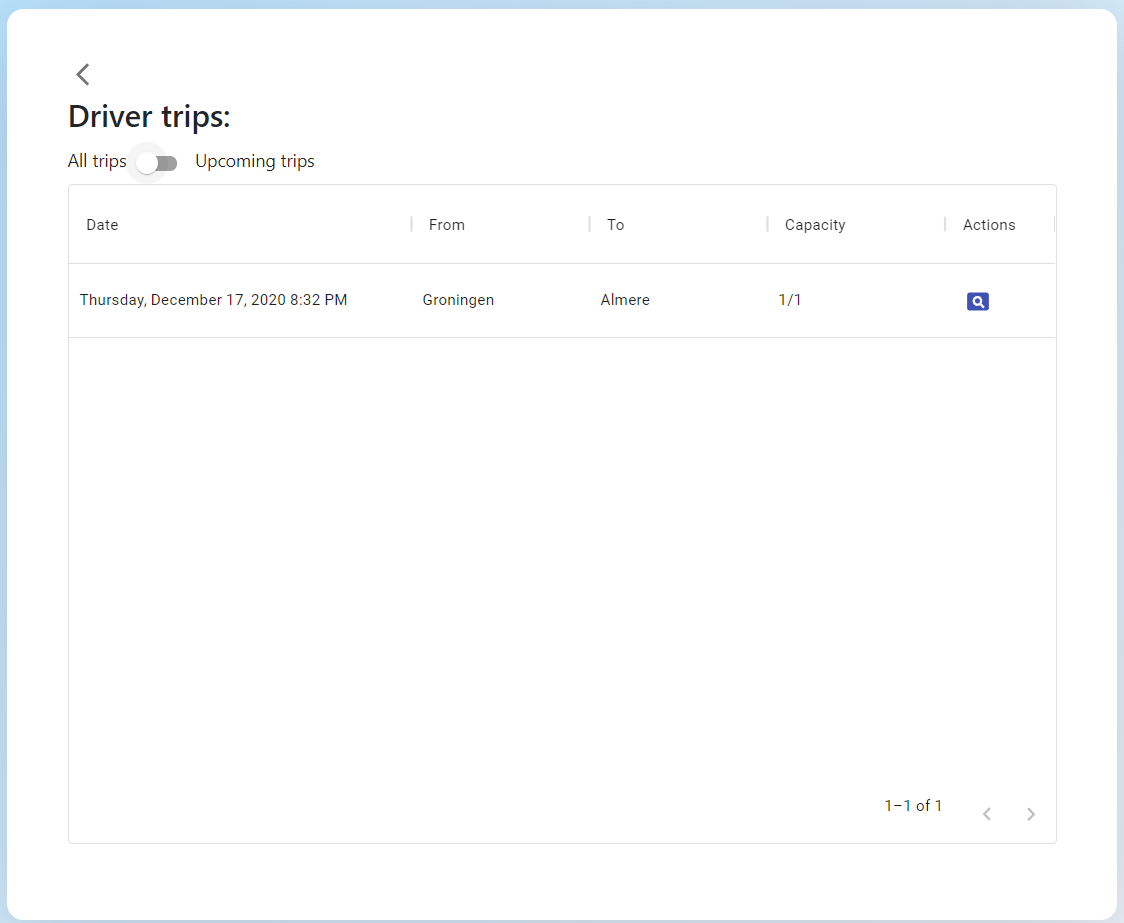 Driver trips:
All trips Upcoming trips
Date From To Capacity Actions
Thursday, December 17, 2020 8:32 PM Groningen Almere 1/1
1–1 of 1